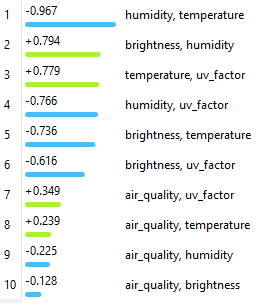 1 -0.967 humidity, temperature
2 +0.794 brightness, humidity
3 +0.779 temperature, uv_factor
4 -0.766 humidity, uv_factor
5 -0.736 brightness, temperature
6 -0.616 brightness, uv_factor
7 +0.349 air_quality, uv_factor
8 +0.239 air_quality, temperature
9 -0.225 air_quality, humidity
10 -0.128 air_quality, brightness